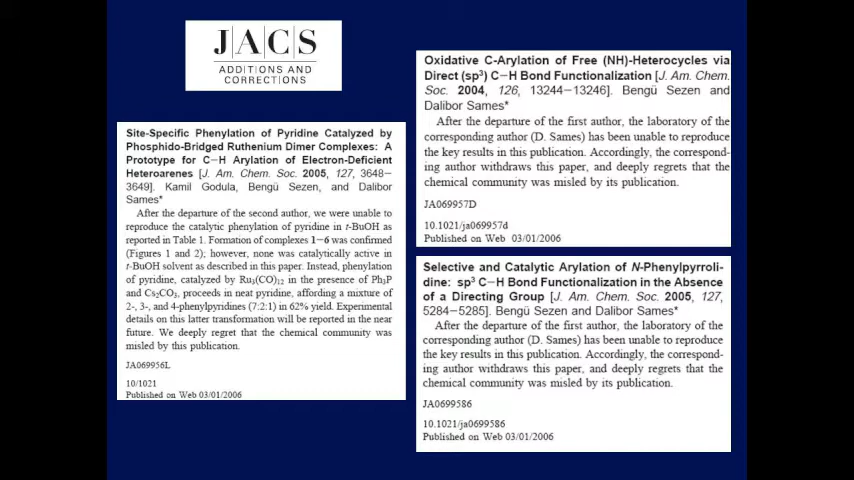 J|A|C|S
ADDITIONS AND
CORRECTIONS
Site-Specific Phenylation of Pyridine Catalyzed by
Phosphido-Bridged Ruthenium Dimer Complexes: A
Prototype for C−H Arylation of Electron-Deficient
Heteroarenes [J. Am. Chem. Soc. 2005, 127, 3648−
3649]. Kamil Godula, Bengü Sezen, and Dalibor
Sames*
After the departure of the second author, we were unable to
reproduce the catalytic phenylation of pyridine in t-BuOH as
reported in Table 1. Formation of complexes 1−6 was confirmed
(Figures 1 and 2); however, none was catalytically active in
t-BuOH solvent as described in this paper. Instead, phenylation
of pyridine, catalyzed by Ru₃(CO)₁₂ in the presence of Ph₃P
and Cs₂CO₃, proceeds in neat pyridine, affording a mixture of
2-, 3-, and 4-phenylpyridines (7:2:1) in 62% yield. Experimental
details on this latter transformation will be reported in the near
future. We deeply regret that the chemical community was
misled by this publication.
JA069956L
10/1021
Published on Web 03/01/2006
Oxidative C-Arylation of Free (NH)-Heterocycles via
Direct (sp³) C−H Bond Functionalization [J. Am. Chem.
Soc. 2004, 126, 13244−13246]. Bengü Sezen and
Dalibor Sames*
After the departure of the first author, the laboratory of the
corresponding author (D. Sames) has been unable to reproduce
the key results in this publication. Accordingly, the correspond-
ing author withdraws this paper, and deeply regrets that the
chemical community was misled by its publication.
JA069957D
10.1021/ja069957d
Published on Web 03/01/2006
Selective and Catalytic Arylation of N-Phenylpyrroli-
dine: sp³ C−H Bond Functionalization in the Absence
of a Directing Group [J. Am. Chem. Soc. 2005, 127,
5284−5285]. Bengü Sezen and Dalibor Sames*
After the departure of the first author, the laboratory of the
corresponding author (D. Sames) has been unable to reproduce
the key results in this publication. Accordingly, the correspond-
ing author withdraws this paper, and deeply regrets that the
chemical community was misled by its publication.
JA0699586
10.1021/ja0699586
Published on Web 03/01/2006